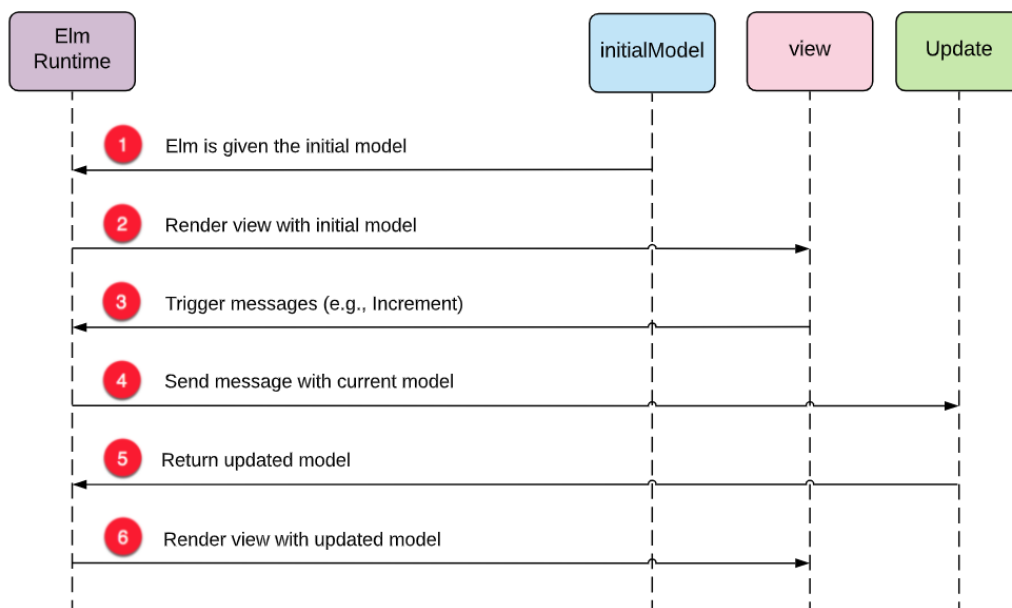 Elm
Runtime
initialModel
view
Update
1 Elm is given the initial model
2 Render view with initial model
3 Trigger messages (e.g., Increment)
4 Send message with current model
5 Return updated model
6 Render view with updated model